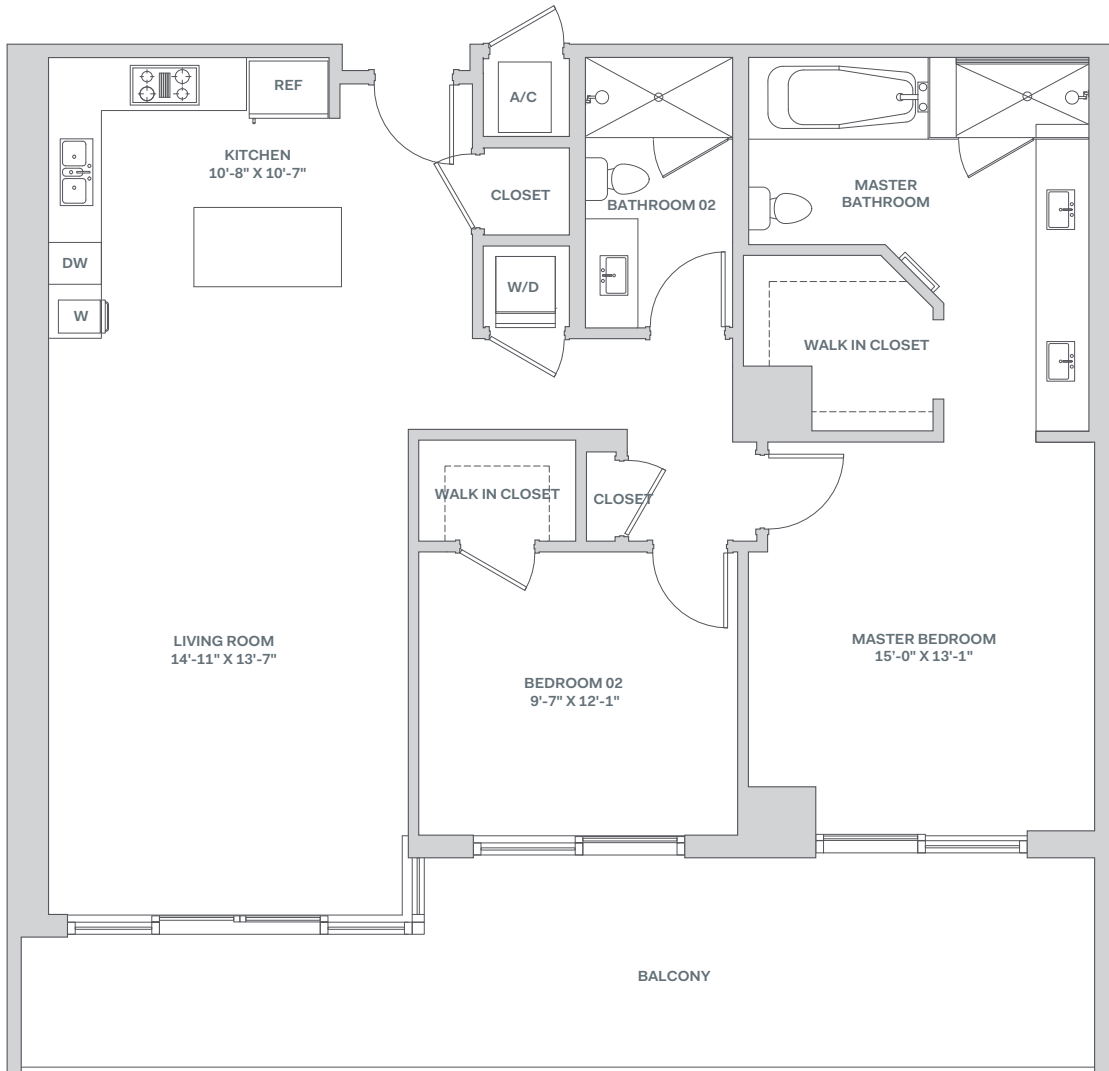 REF
A/C
KITCHEN
10'-8" X 10'-7"
CLOSET
BATHROOM 02
MASTER
BATHROOM
DW
W
W/D
WALK IN CLOSET
WALK IN CLOSET
CLOSET
LIVING ROOM
14'-11" X 13'-7"
BEDROOM 02
9'-7" X 12'-1"
MASTER BEDROOM
15'-0" X 13'-1"
BALCONY